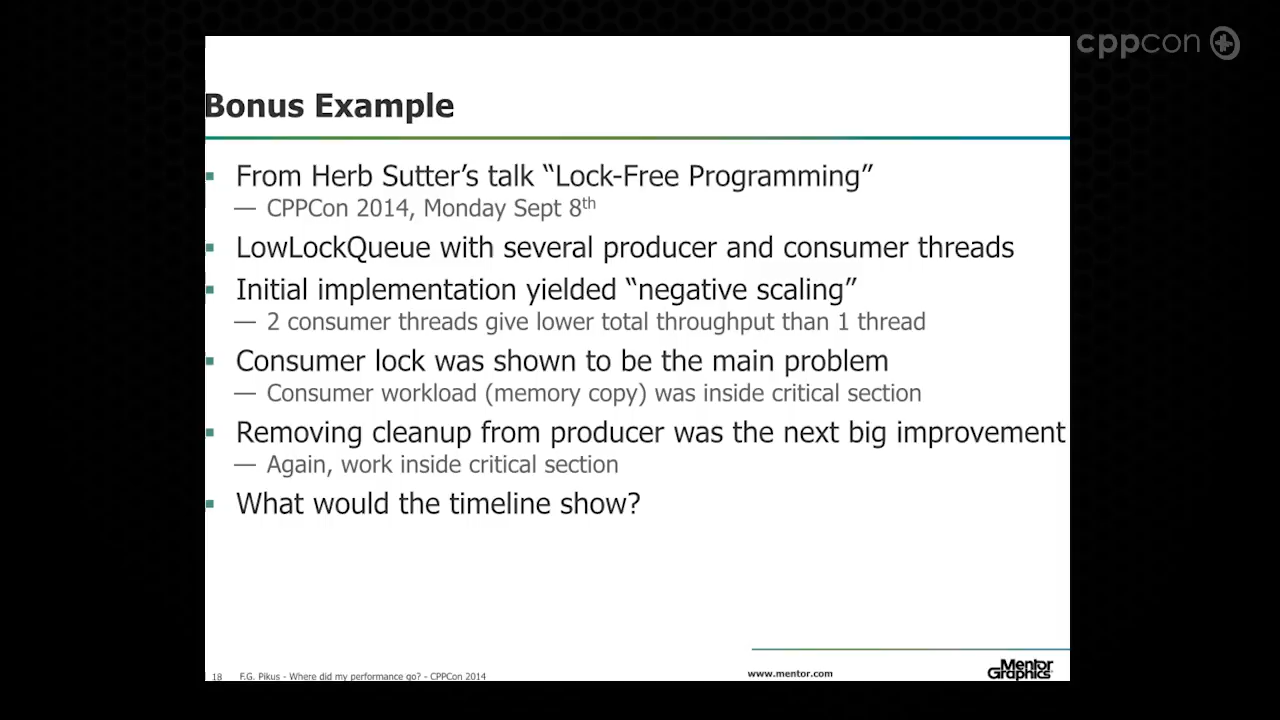 cppcon
Bonus Example
From Herb Sutter’s talk “Lock-Free Programming”
— CPPCon 2014, Monday Sept 8th
LowLockQueue with several producer and consumer threads
Initial implementation yielded “negative scaling”
— 2 consumer threads give lower total throughput than 1 thread
Consumer lock was shown to be the main problem
— Consumer workload (memory copy) was inside critical section
Removing cleanup from producer was the next big improvement
— Again, work inside critical section
What would the timeline show?
18 F.G. Pikus - Where did my performance go? - CPPCon 2014
www.mentor.com
Mentor
Graphics